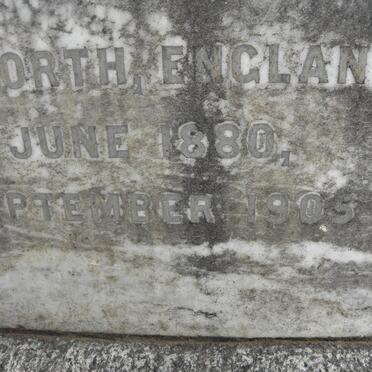 ORTH, ENGLAN
JUNE 1880,
PTEMBER 1905